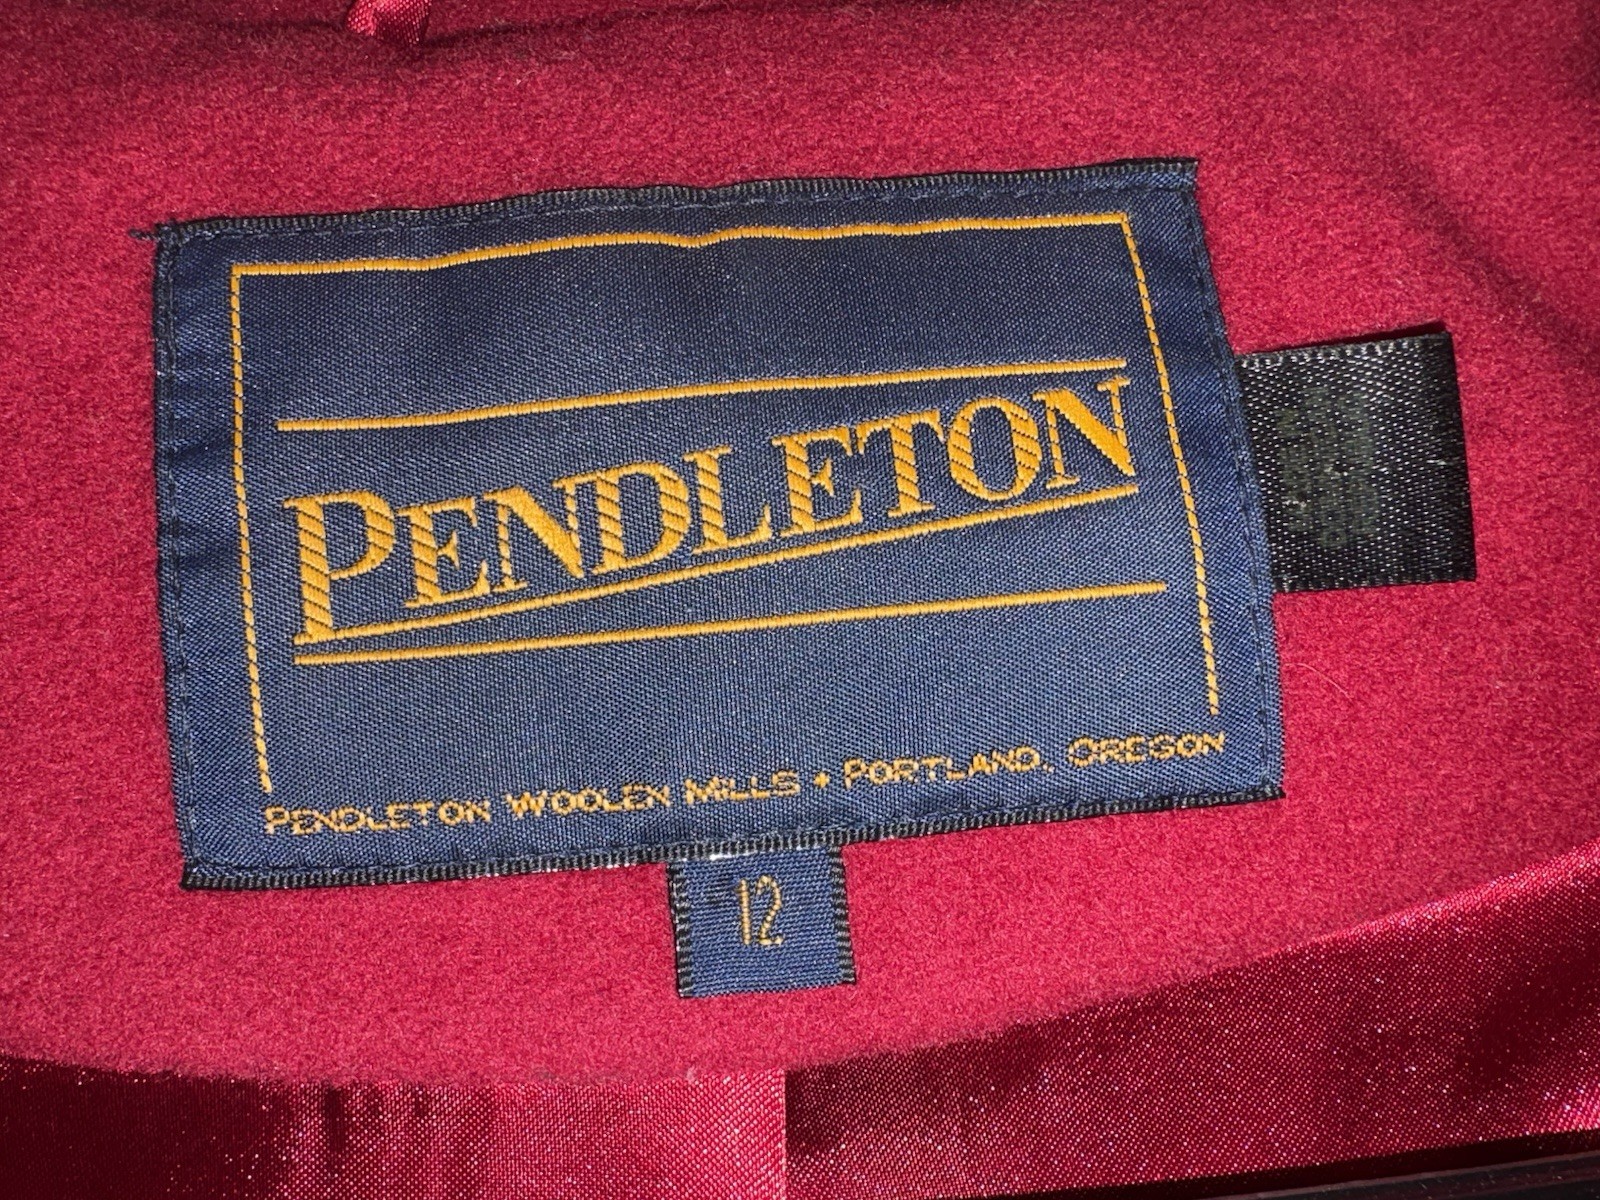 PENDLETON
PENDLETON WOOLEN MILLS • PORTLAND, OREGON
12